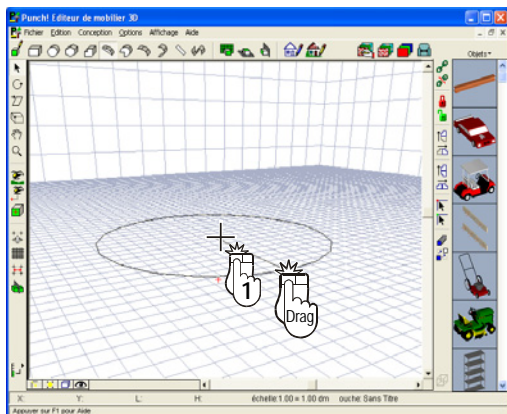 Punch! Editeur de mobilier 3D
Fichier Edition Conception Options Affichage Aide
Objets
1
Drag
X: Y: L: H: échelle:1.00 = 1.00 dm ouche: Sans Titre
Appuyer sur F1 pour Aide